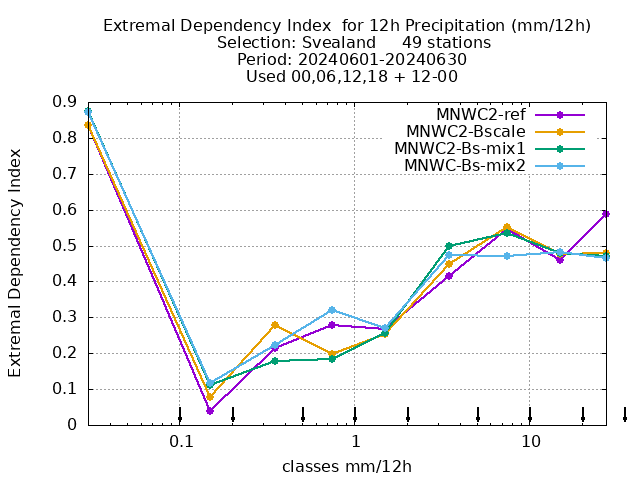 Extremal Dependency Index  for 12h Precipitation (mm/12h)
Selection: Svealand     49 stations
Period: 20240601-20240630
Used 00,06,12,18 + 12-00
MNWC2-ref
MNWC2-Bscale
MNWC2-Bs-mix1
MNWC-Bs-mix2
Extremal Dependency Index
0.9
0.8
0.7
0.6
0.5
0.4
0.3
0.2
0.1
0
0.1 1 10
classes mm/12h